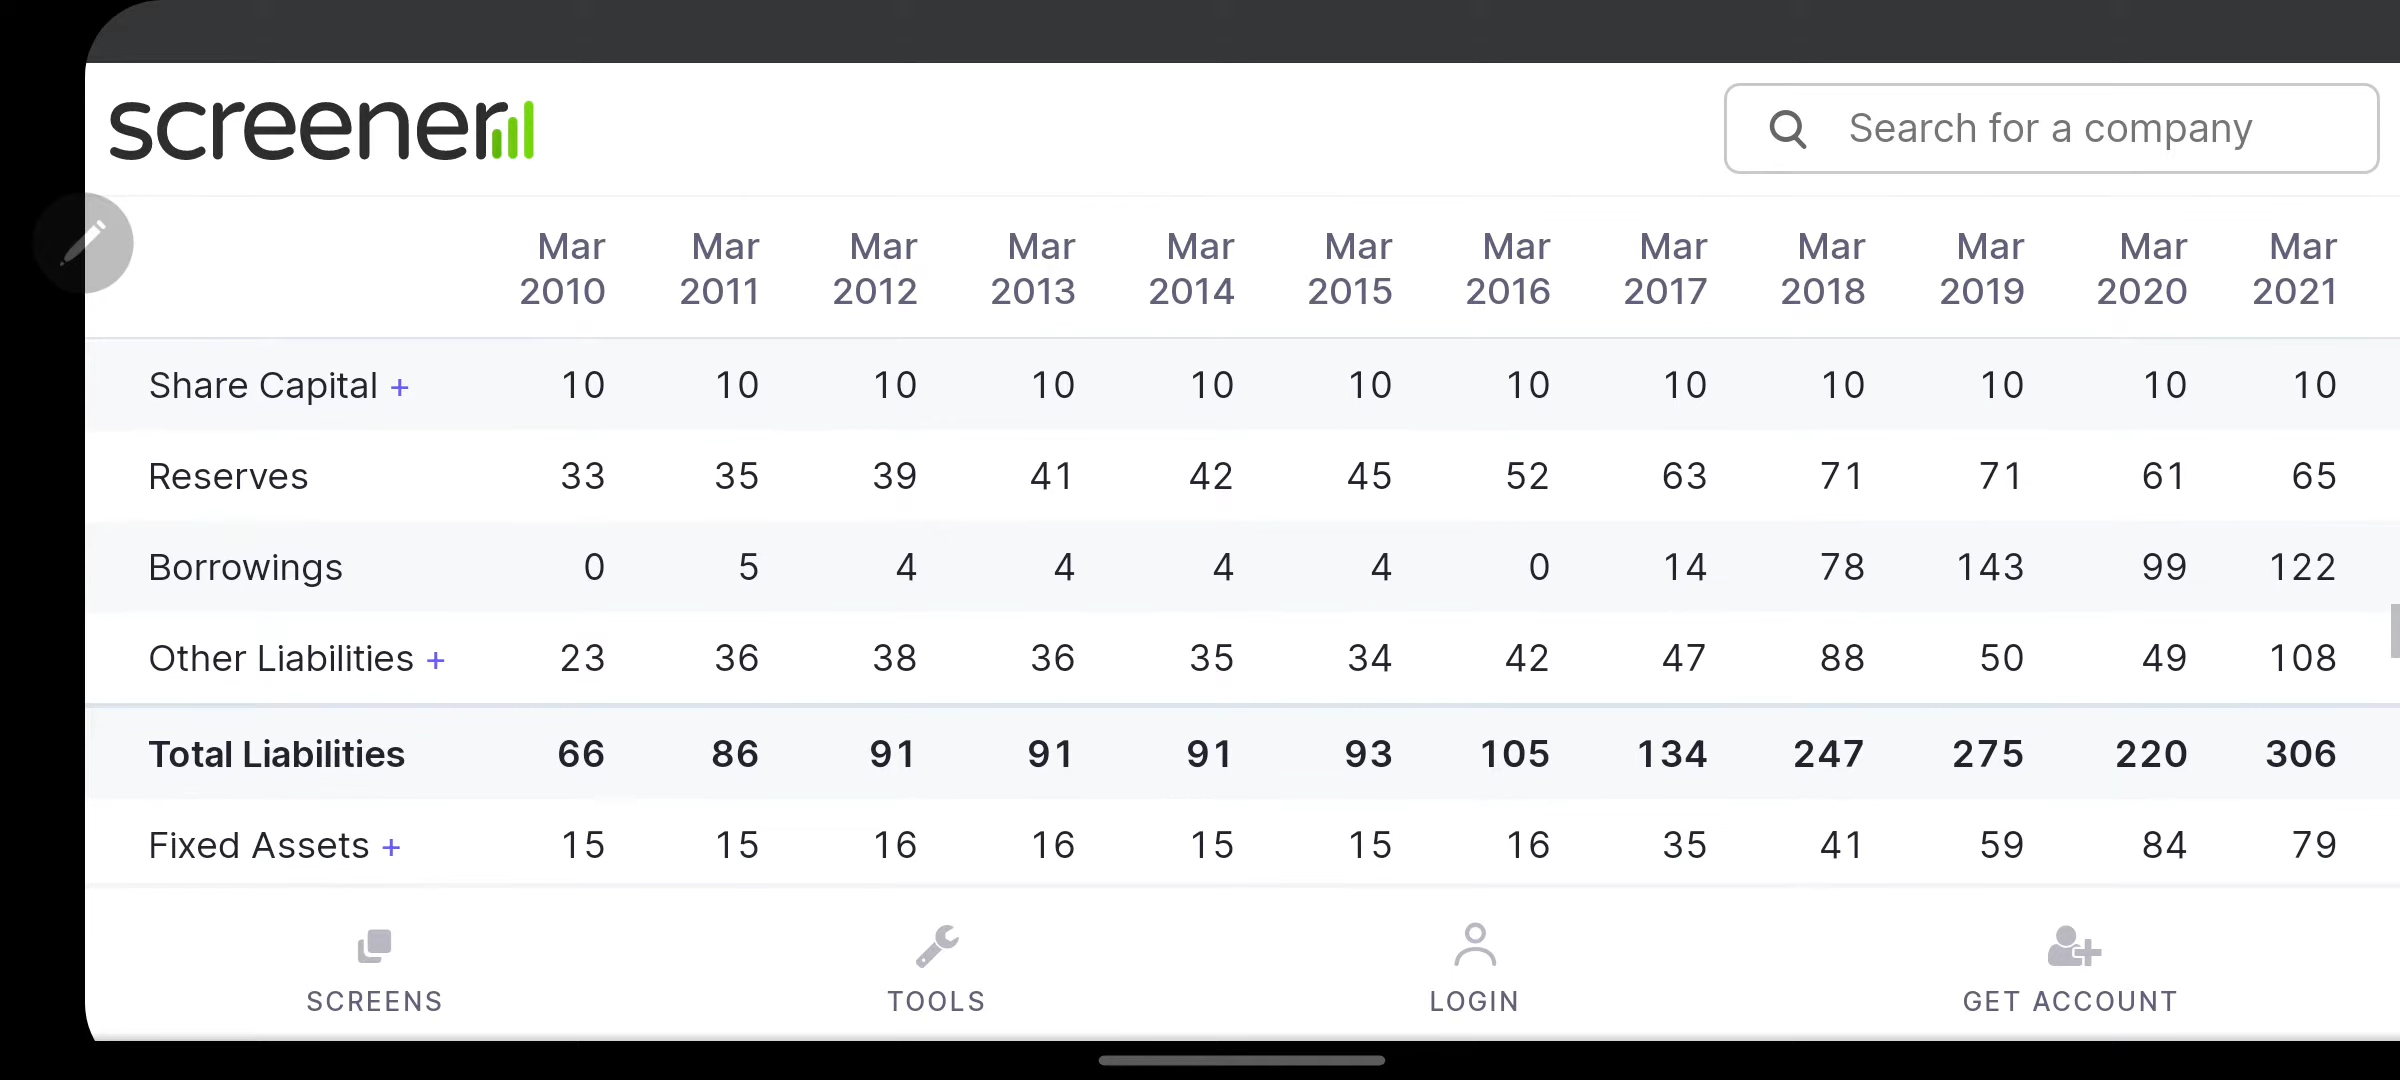 screener
Search for a company
Mar Mar Mar Mar Mar Mar Mar Mar Mar Mar Mar Mar
2010 2011 2012 2013 2014 2015 2016 2017 2018 2019 2020 2021
Share Capital + 10 10 10 10 10 10 10 10 10 10 10 10
Reserves 33 35 39 41 42 45 52 63 71 71 61 65
Borrowings 0 5 4 4 4 4 0 14 78 143 99 122
Other Liabilities + 23 36 38 36 35 34 42 47 88 50 49 108
Total Liabilities 66 86 91 91 91 93 105 134 247 275 220 306
Fixed Assets + 15 15 16 16 15 15 16 35 41 59 84 79
SCREENS TOOLS LOGIN GET ACCOUNT